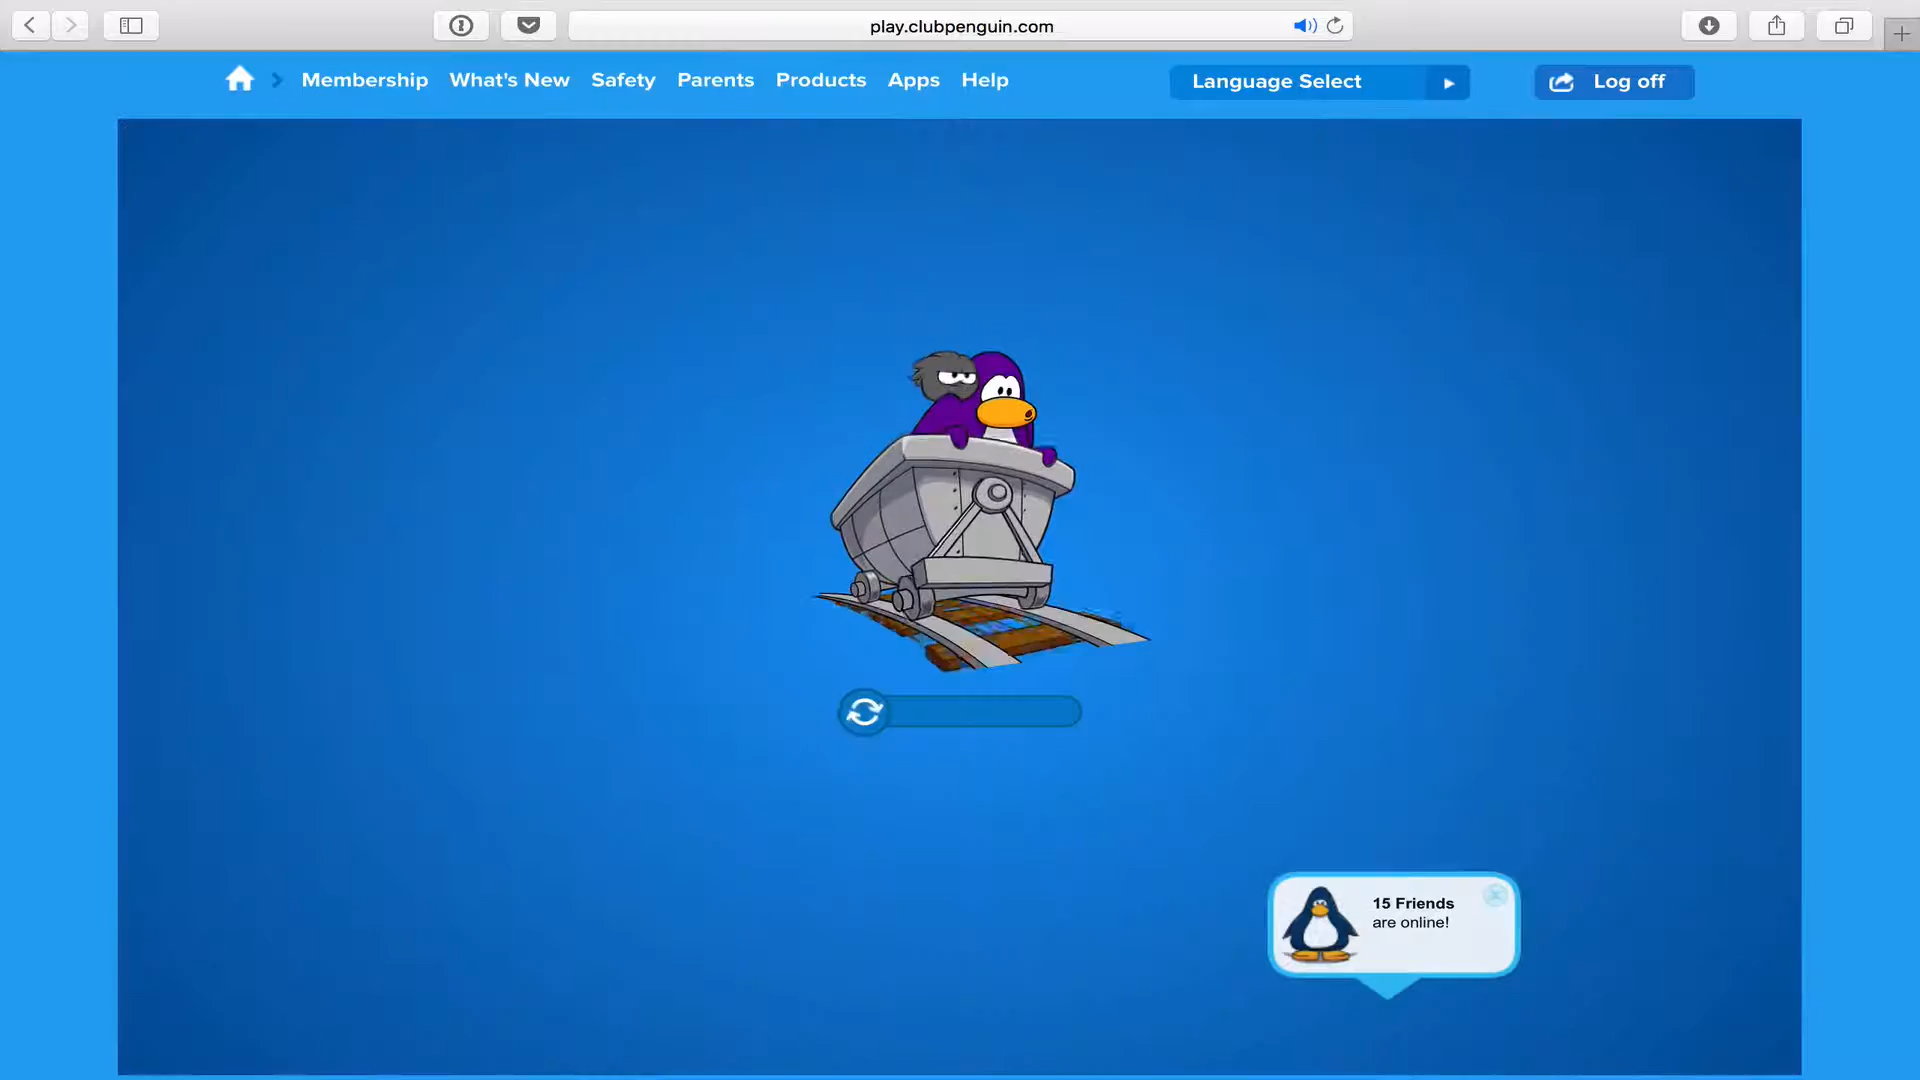 play.clubpenguin.com
Membership What's New Safety Parents Products Apps Help
Language Select
Log off
15 Friends
are online!